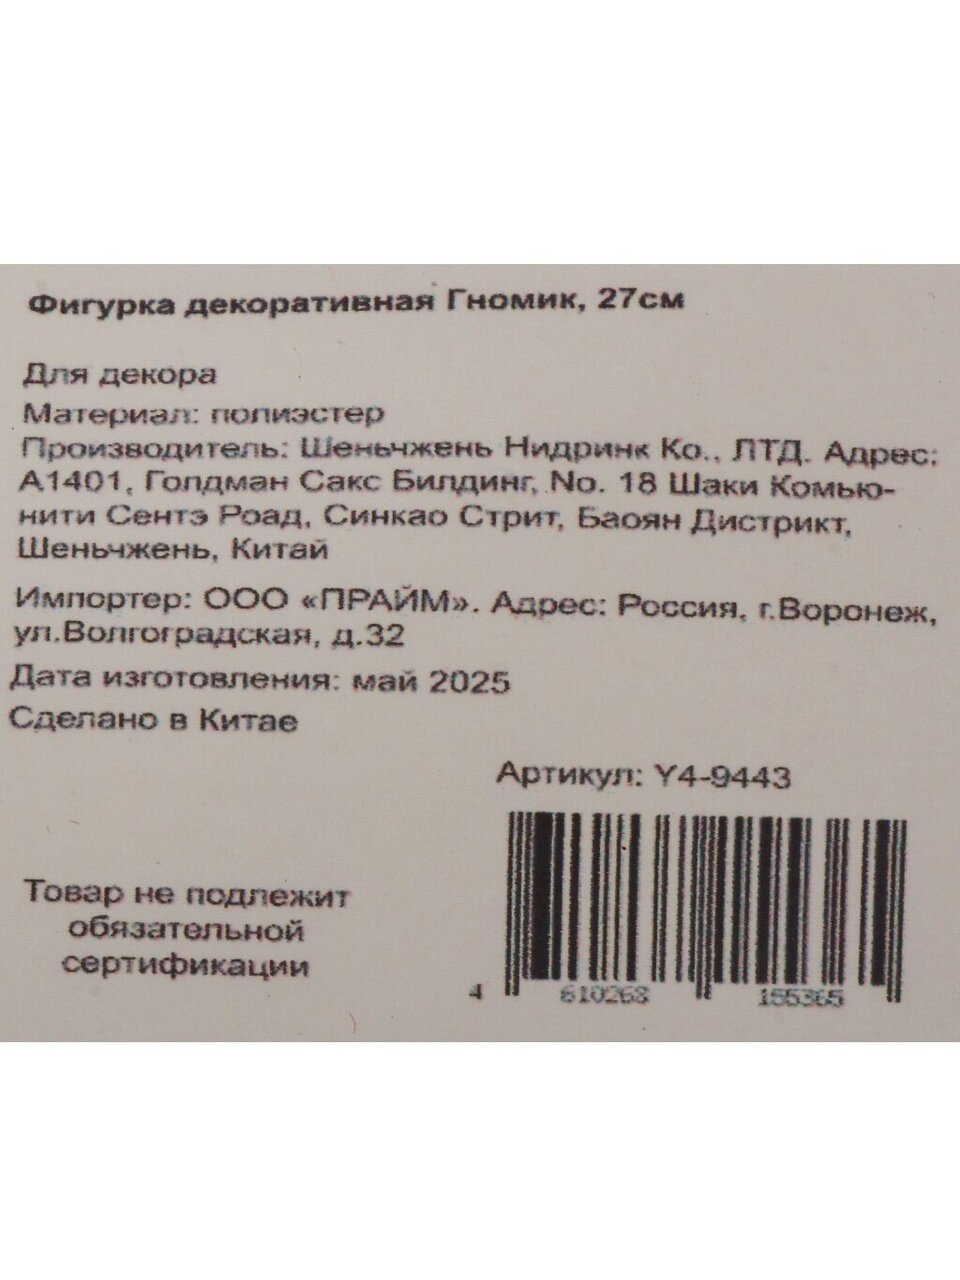 Фигурка декоративная Гномик, 27см
Для декора
Материал: полиэстер
Производитель: Шеньчжень Нидринк Ко., ЛТД. Адрес:
А1401, Голдман Сакс Билдинг, No. 18 Шаки Комью-
нити Сентэ Роад, Синкао Стрит, Баоян Дистрикт,
Шеньчжень, Китай
Импортер: ООО «ПРАЙМ». Адрес: Россия, г.Воронеж,
ул.Волгоградская, д.32
Дата изготовления: май 2025
Сделано в Китае
Артикул: Y4-9443
Товар не подлежит
обязательной
сертификации
4 610268 155365